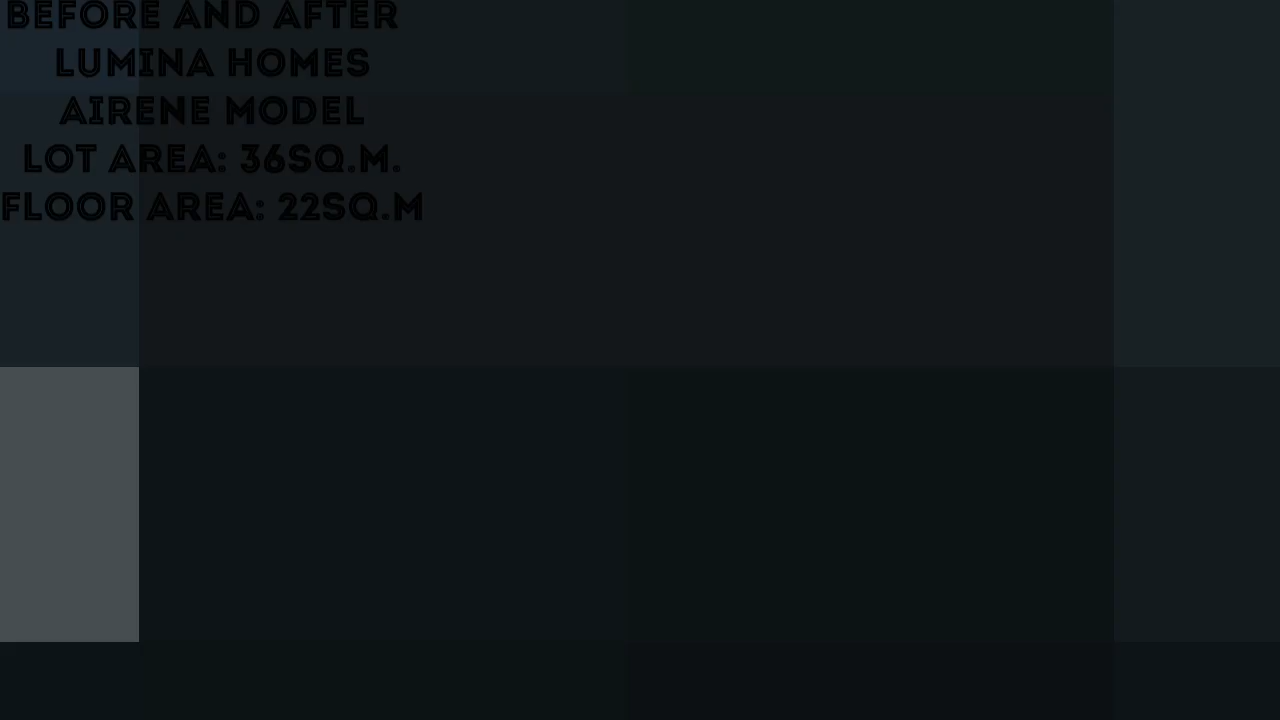 BEFORE AND AFTER
LUMINA HOMES
AIRENE MODEL
LOT AREA: 36SQ.M.
FLOOR AREA: 22SQ.M